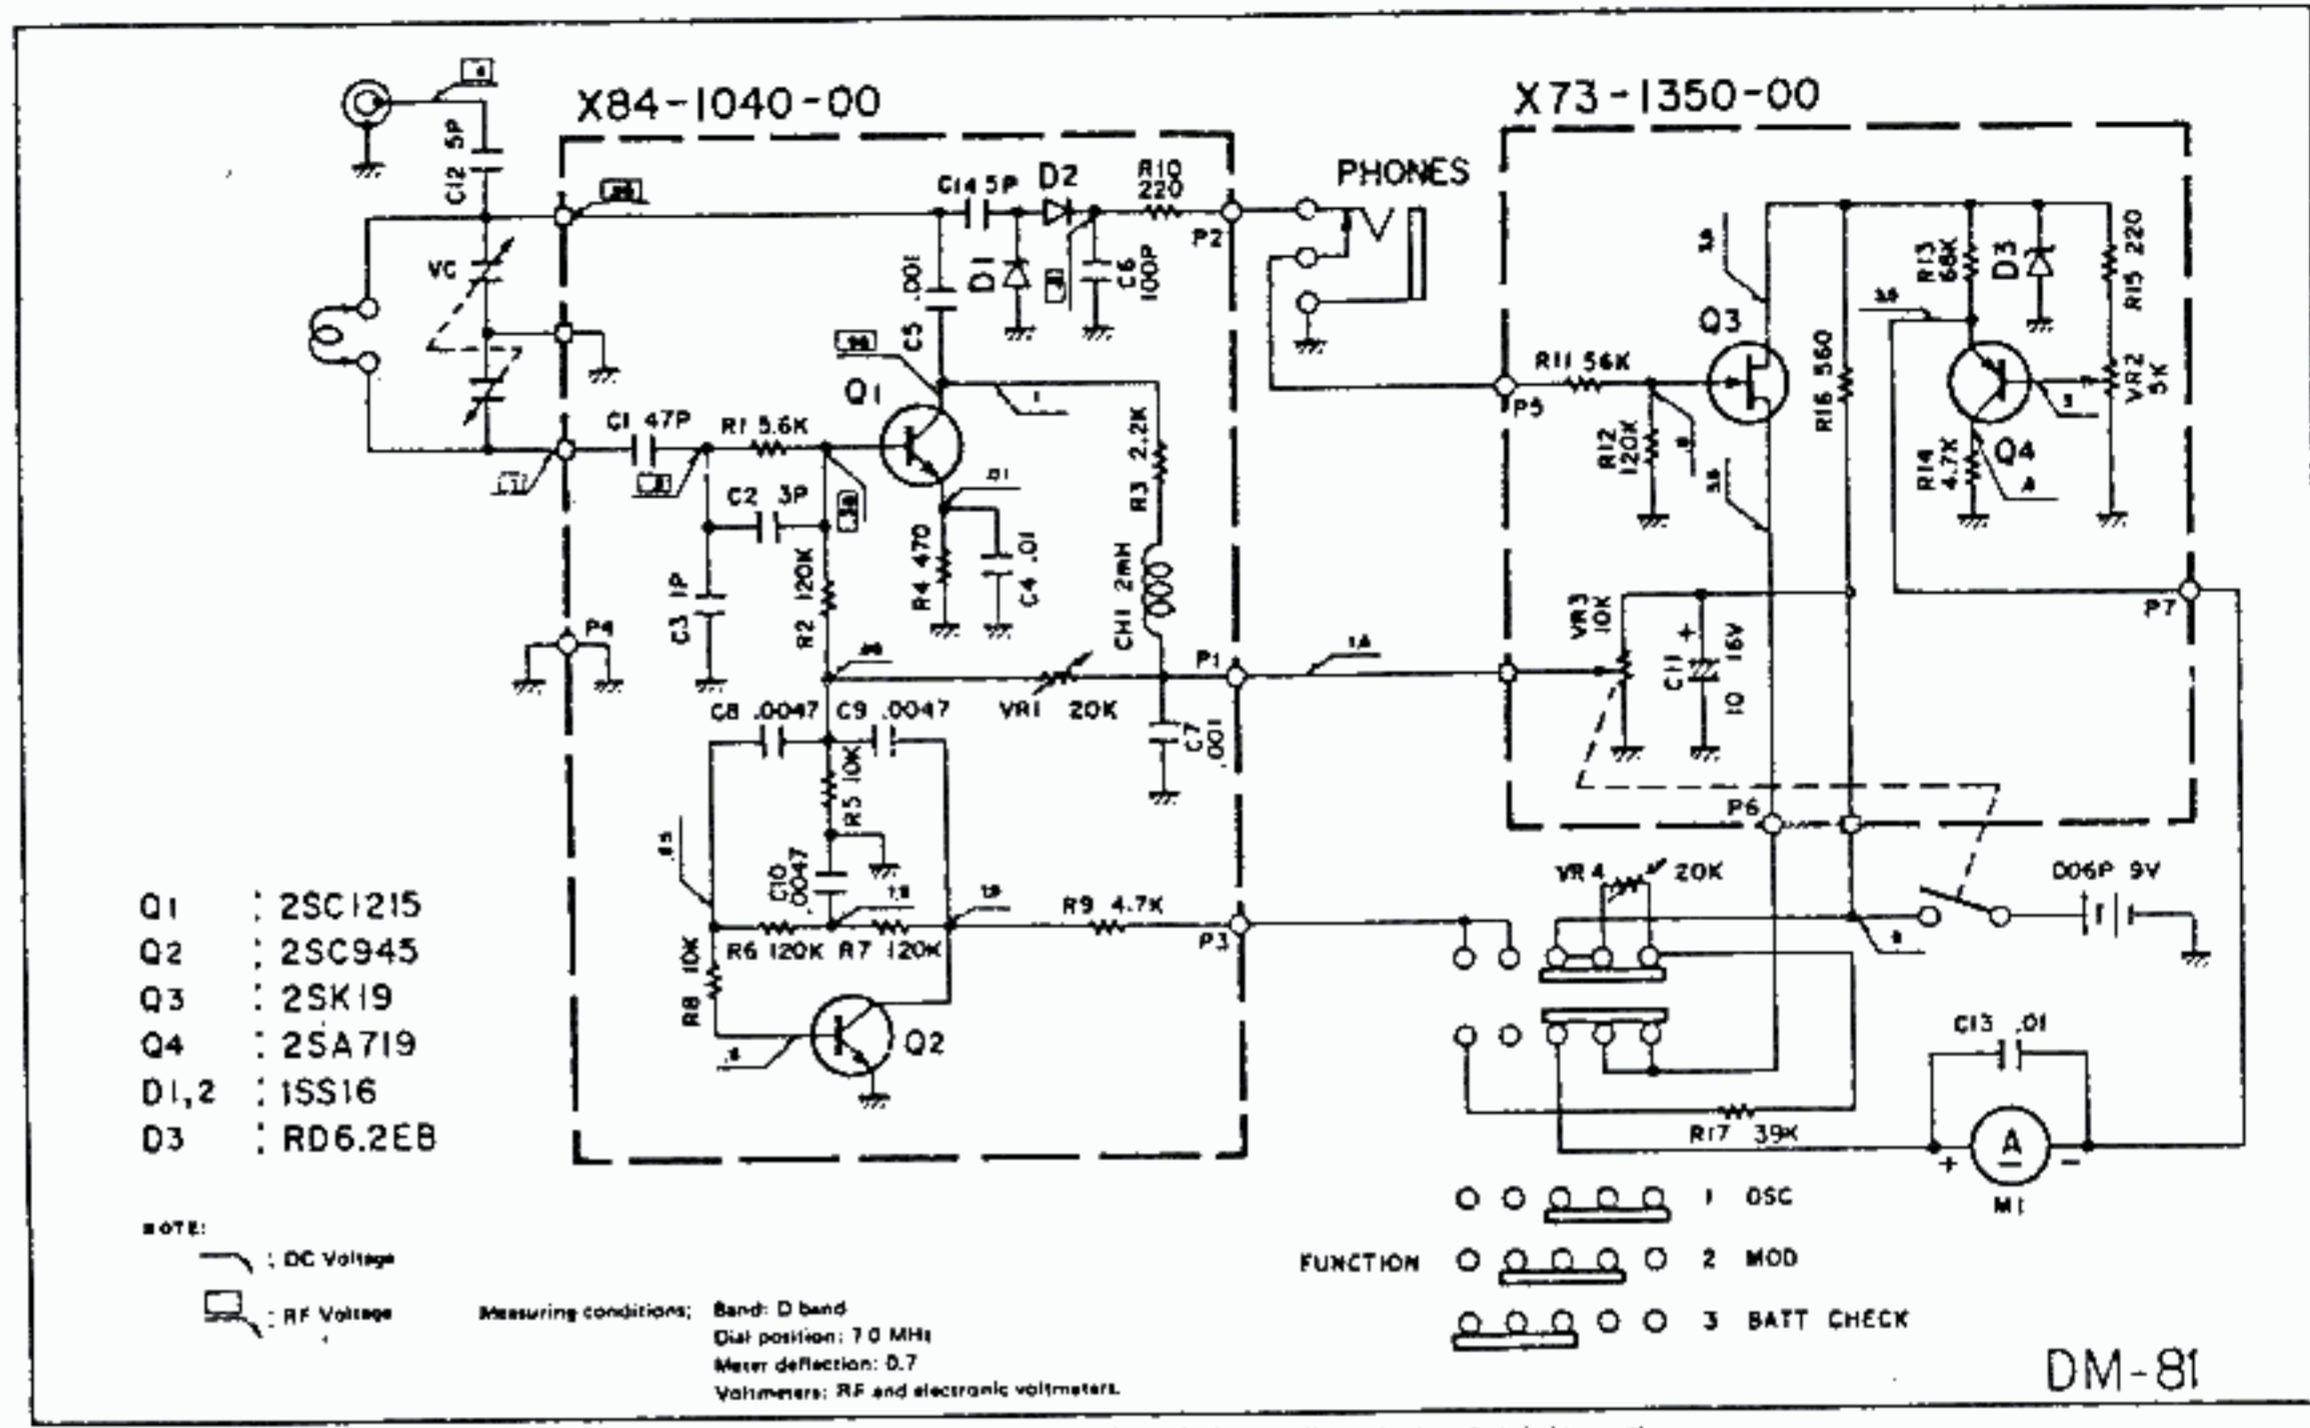 X84-1040-00
X73-1350-00
C12 5P
VC
C14 5P
D2
R10
220
P2
PHONES
D1
C6
100P
.001
C5
Q1
C1 47P
R1 5.6K
C2 3P
C3 1P
R2 120K
R4 470
C4 .01
.01
R3 2.2K
CH1 2mH
P4
P1
VR1 20K
C7
.001
C8 .0047
C9 .0047
R5 10K
C10
.0047
R6 120K
R7 120K
R8 10K
R9 4.7K
P3
Q2
P5
R11 56K
R12
120K
Q3
R16 560
R13
68K
D3
R15 220
VR2
5K
Q4
R14
4.7K
P7
VR3
10K
C11
10 16V
+
P6
VR4 20K
006P 9V
C13 .01
R17 39K
+
A
-
M1
Q1 : 2SC1215
Q2 : 2SC945
Q3 : 2SK19
Q4 : 2SA719
D1,2 : 1SS16
D3 : RD6.2EB
NOTE:
: DC Voltage
: RF Voltage
Measuring conditions; Band: D band
Dial position: 7.0 MHz
Meter deflection: 0.7
Voltmeters: RF and electronic voltmeters.
FUNCTION
1 OSC
2 MOD
3 BATT CHECK
DM-81